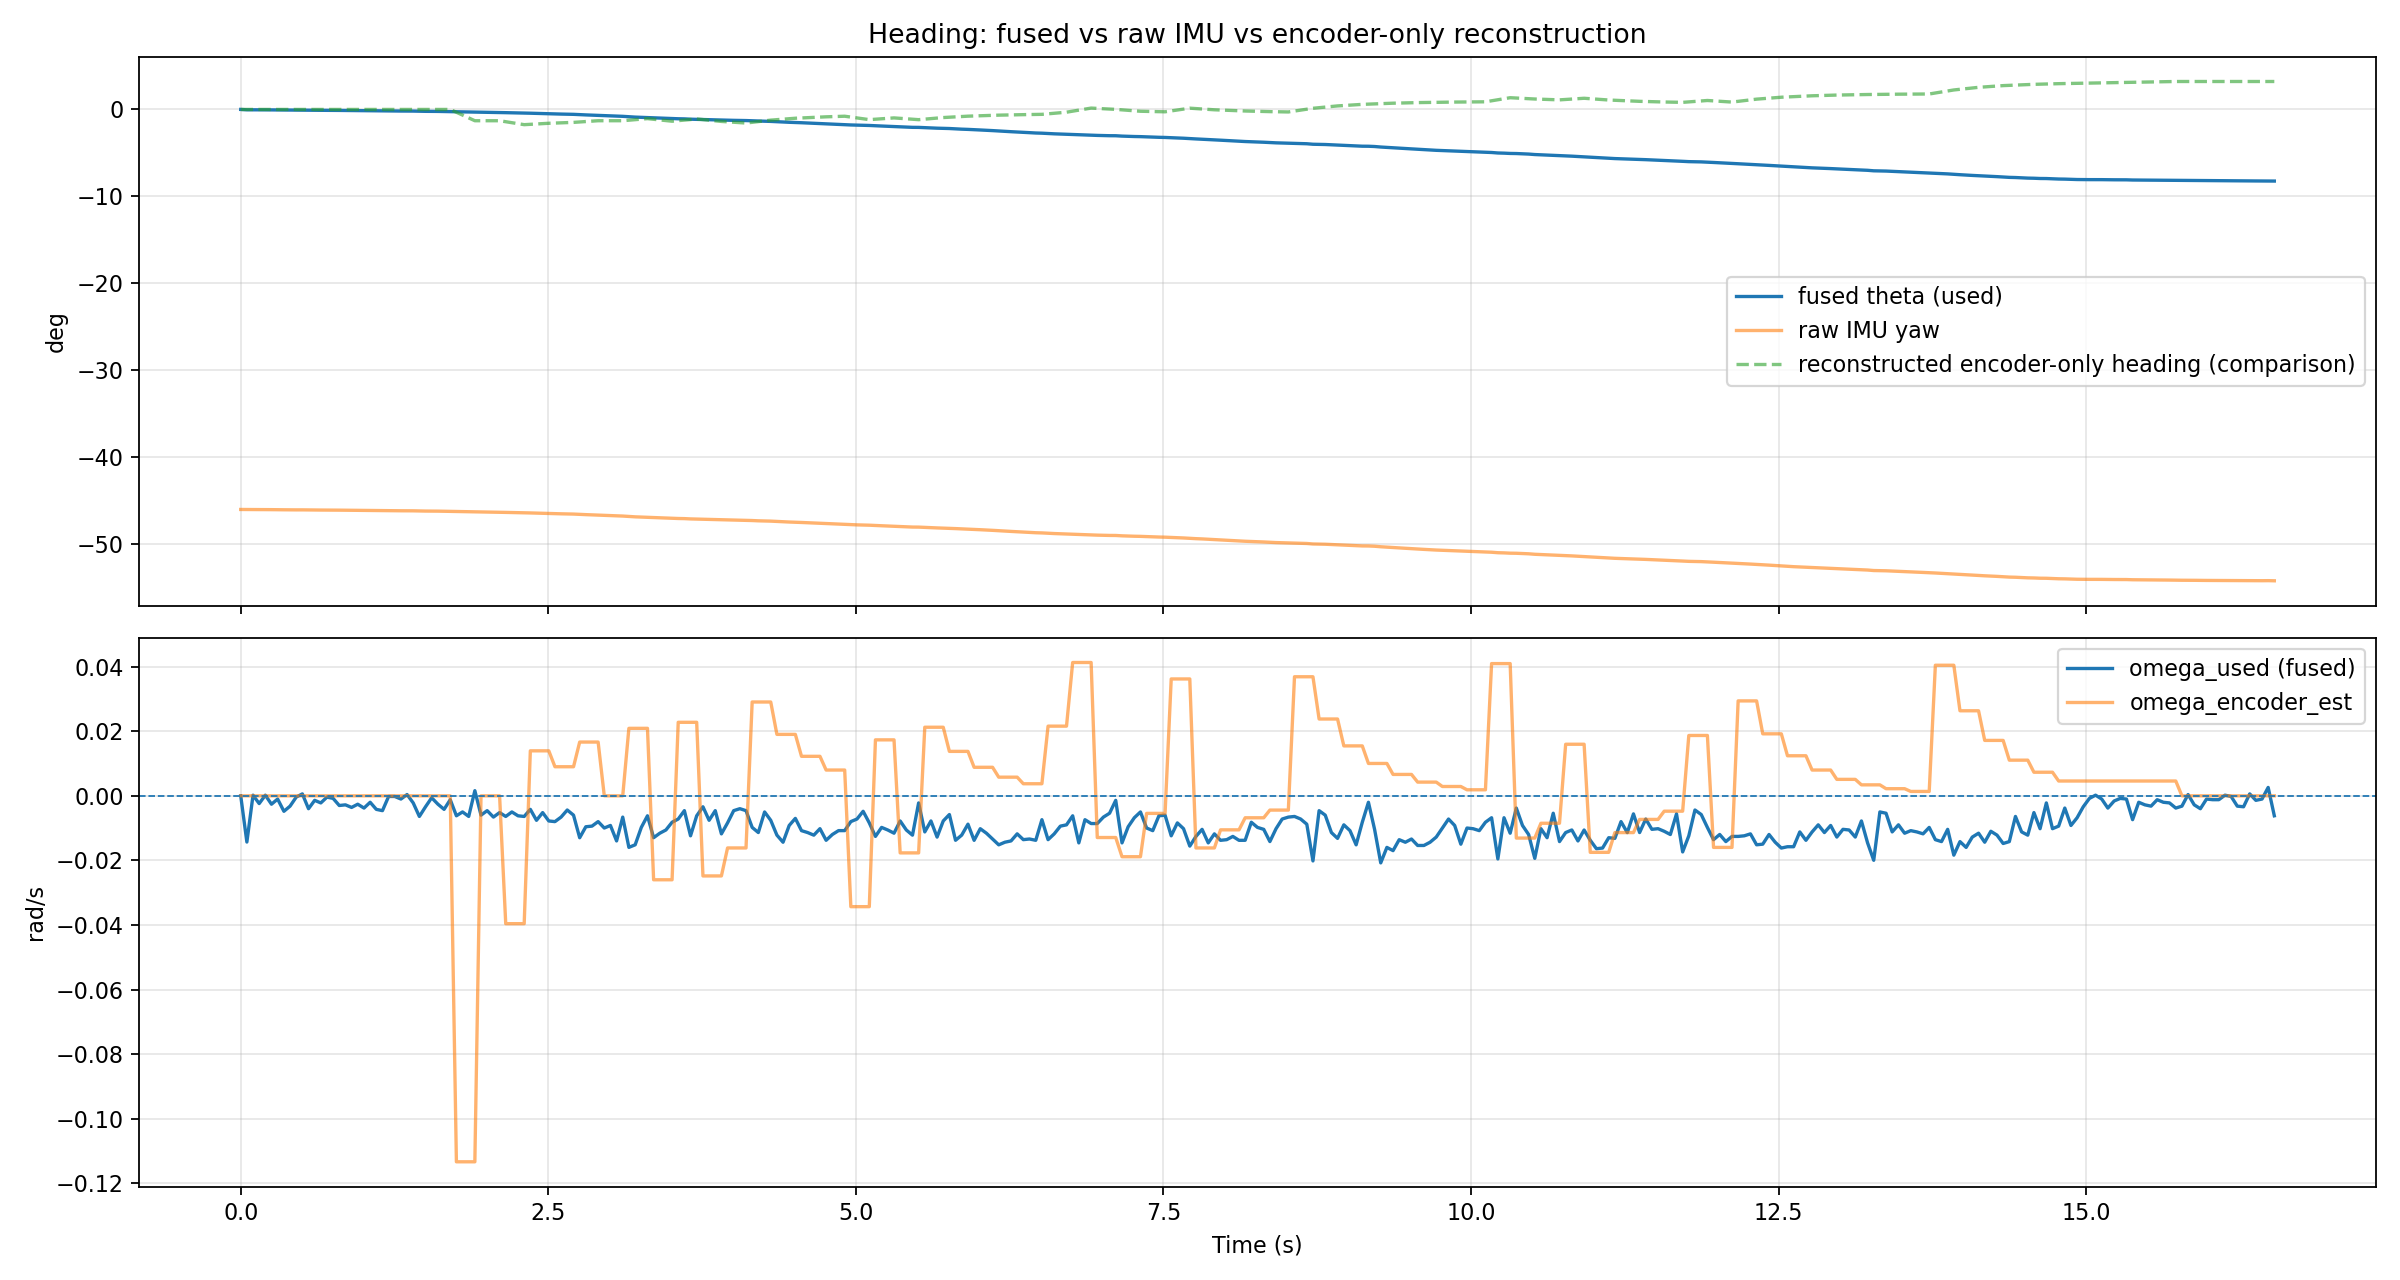 Heading: fused vs raw IMU vs encoder-only reconstruction
0
−10
−20
−30
−40
−50
deg
fused theta (used)
raw IMU yaw
reconstructed encoder-only heading (comparison)
0.04
0.02
0.00
−0.02
−0.04
−0.06
−0.08
−0.10
−0.12
rad/s
omega_used (fused)
omega_encoder_est
0.0 2.5 5.0 7.5 10.0 12.5 15.0
Time (s)